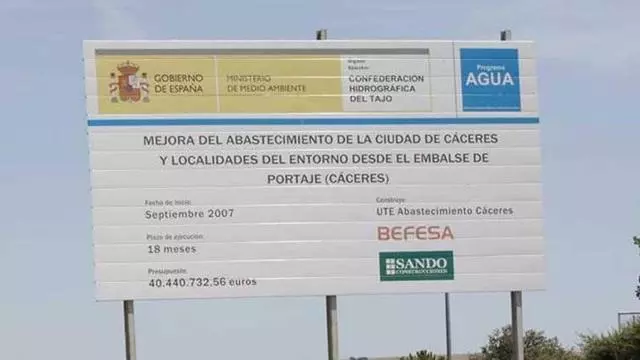 GOBIERNO
DE ESPAÑA
MINISTERIO
DE MEDIO AMBIENTE
CONFEDERACIÓN
HIDROGRÁFICA
DEL TAJO
Programa
AGUA
MEJORA DEL ABASTECIMIENTO DE LA CIUDAD DE CÁCERES
Y LOCALIDADES DEL ENTORNO DESDE EL EMBALSE DE
PORTAJE (CÁCERES)
Fecha de inicio:
Septiembre 2007
Plazo de ejecución:
18 meses
Presupuesto:
40.440.732,56 euros
Construye:
UTE Abastecimiento Cáceres
BEFESA
SANDO
CONSTRUCCIONES